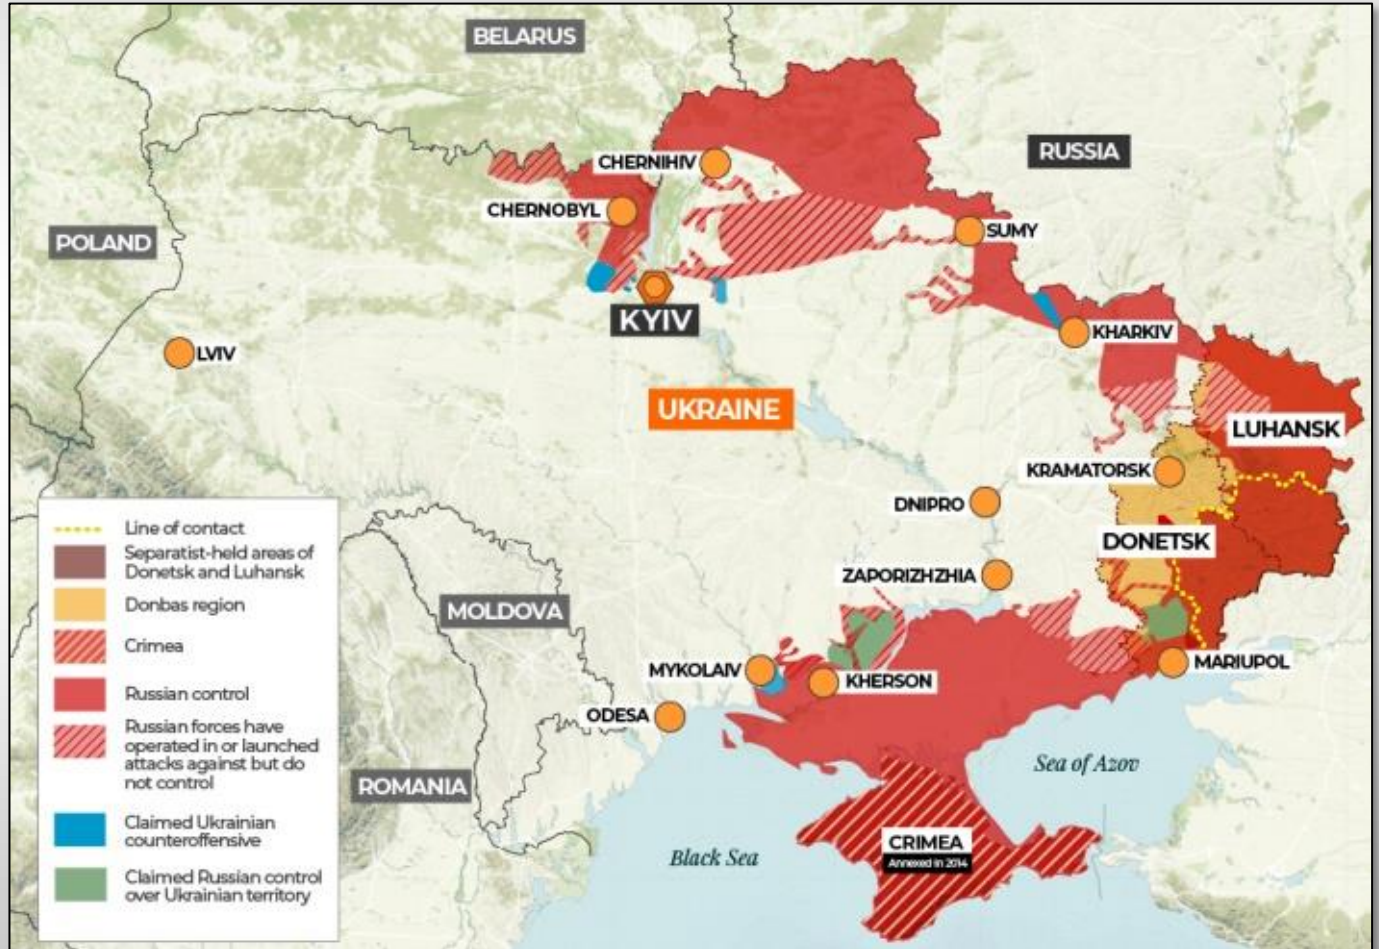 BELARUS
RUSSIA
CHERNIHIV
CHERNOBYL
SUMY
POLAND
KYIV
KHARKIV
LVIV
UKRAINE
LUHANSK
KRAMATORSK
DNIPRO
DONETSK
ZAPORIZHZHIA
MOLDOVA
MYKOLAIV
MARIUPOL
KHERSON
ODESA
Sea of Azov
ROMANIA
CRIMEA
Annexed in 2014
Black Sea
Line of contact
Separatist-held areas of
Donetsk and Luhansk
Donbas region
Crimea
Russian control
Russian forces have
operated in or launched
attacks against but do
not control
Claimed Ukrainian
counteroffensive
Claimed Russian control
over Ukrainian territory